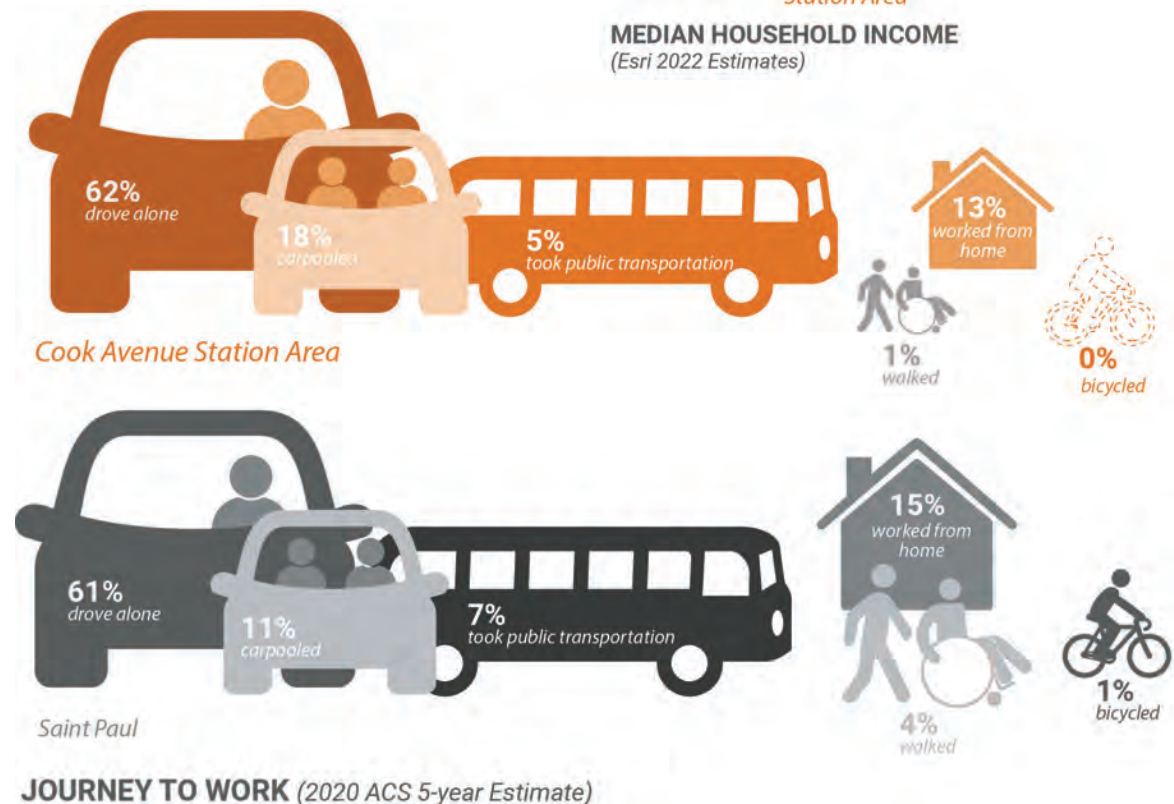 Station Area
MEDIAN HOUSEHOLD INCOME
(Esri 2022 Estimates)
62%
drove alone
18%
carpooled
5%
took public transportation
13%
worked from
home
1%
walked
0%
bicycled
Cook Avenue Station Area
61%
drove alone
11%
carpooled
7%
took public transportation
15%
worked from
home
4%
walked
1%
bicycled
Saint Paul
JOURNEY TO WORK (2020 ACS 5-year Estimate)